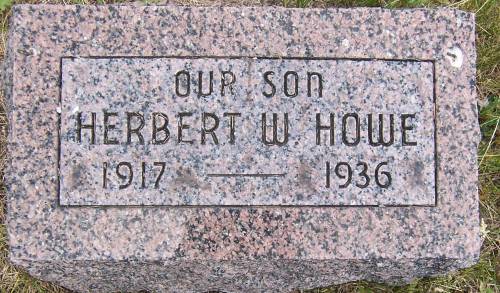 OUR SON
HERBERT W HOWE
1917 — 1936